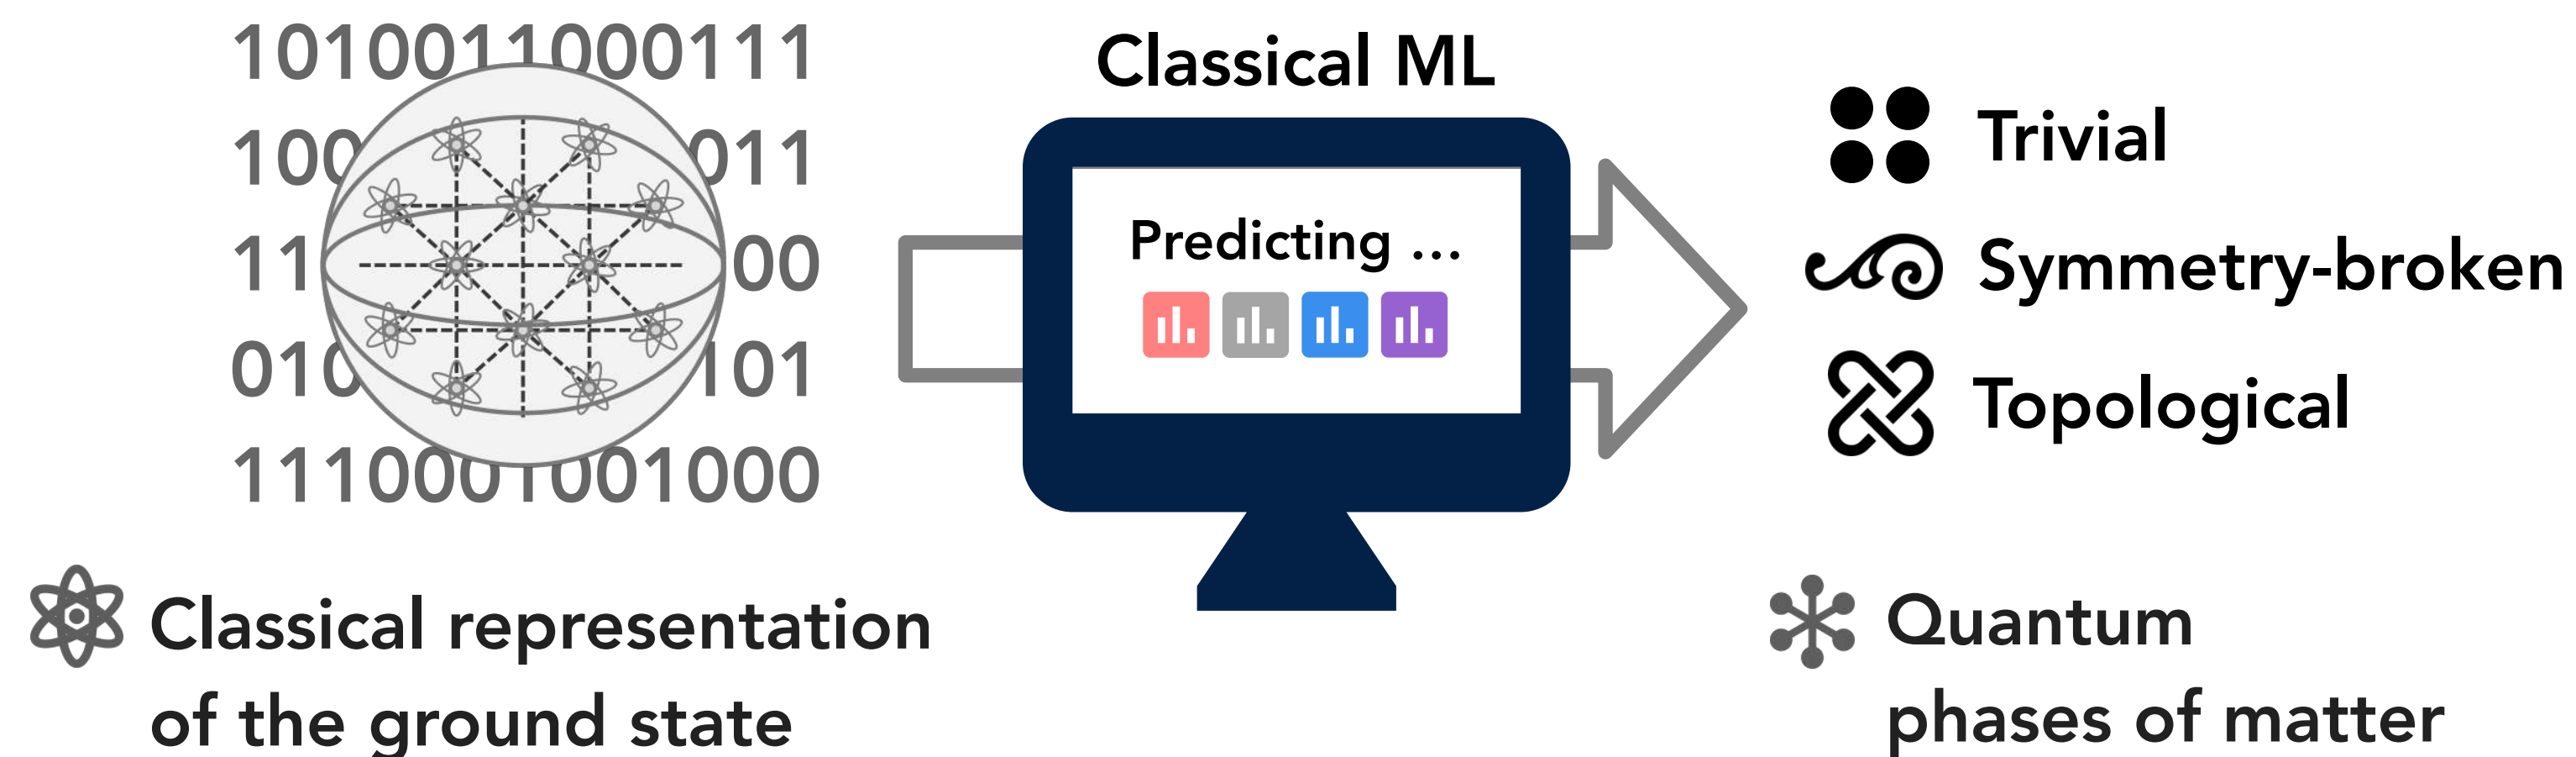 1010011000111
100 011
11 00
010 101
1110001001000
Classical representation
of the ground state
Classical ML
Predicting ...
Trivial
Symmetry-broken
Topological
Quantum
phases of matter